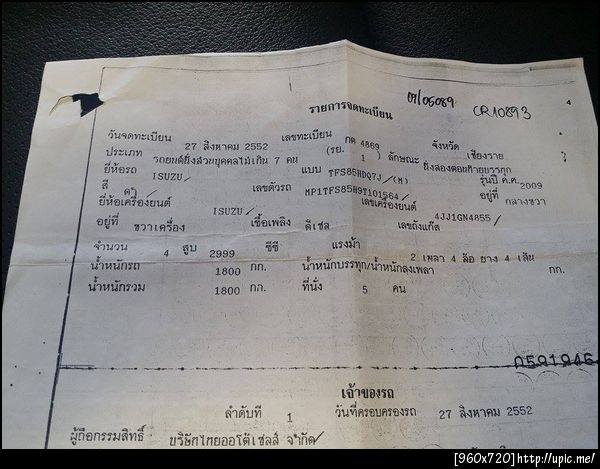 07/05089 CR10893
รายการจดทะเบียน 4
วันจดทะเบียน 27 สิงหาคม 2552 เลขทะเบียน กต 4869 จังหวัด เชียงราย
ประเภท รถยนต์นั่งส่วนบุคคลไม่เกิน 7 คน (รย. 1 ) ลักษณะ นั่งสองตอนท้ายบรรทุก
ยี่ห้อรถ ISUZU แบบ TFS85HDQ7J (M) รุ่นปี ค.ศ. 2009
สี ดำ เลขตัวรถ MP1TFS85H9T101564 อยู่ที่ กลางขวา
ยี่ห้อเครื่องยนต์ ISUZU เลขเครื่องยนต์ 4JJ1GN4855
อยู่ที่ ขวาเครื่อง เชื้อเพลิง ดีเซล เลขถังแก๊ส
จำนวน 4 สูบ 2999 ซีซี แรงม้า 2 เพลา 4 ล้อ ยาง 4 เส้น
น้ำหนักรถ 1800 กก. น้ำหนักบรรทุก/น้ำหนักลงเพลา กก.
น้ำหนักรวม 1800 กก. ที่นั่ง 5 คน
0591946
เจ้าของรถ
ลำดับที่ 1 วันที่ครอบครองรถ 27 สิงหาคม 2552
ผู้ถือกรรมสิทธิ์ บริษัทไทยออโต้เซลส์ จำกัด
[960x720]http://upic.me/